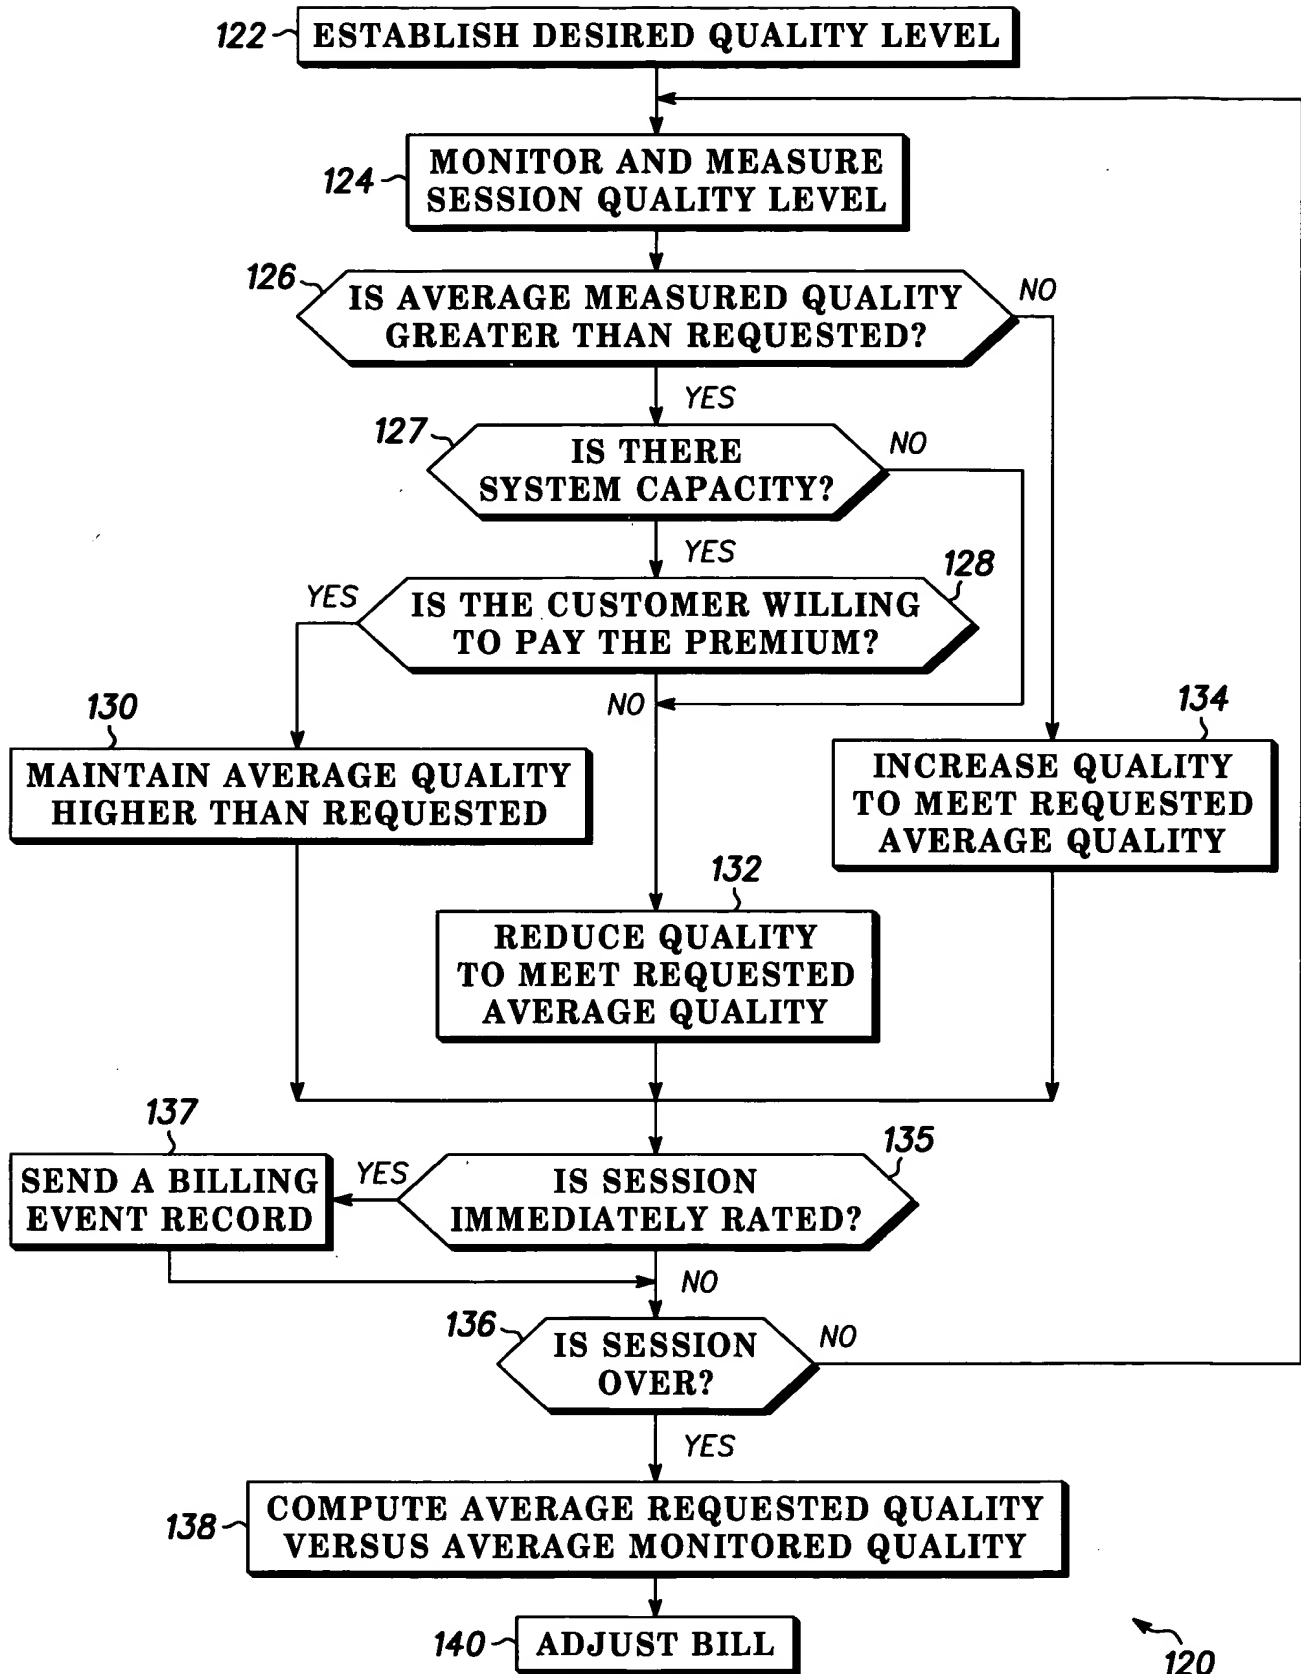 122
ESTABLISH DESIRED QUALITY LEVEL
124
MONITOR AND MEASURE
SESSION QUALITY LEVEL
126
IS AVERAGE MEASURED QUALITY
GREATER THAN REQUESTED?
NO
YES
127
IS THERE
SYSTEM CAPACITY?
NO
YES
128
IS THE CUSTOMER WILLING
TO PAY THE PREMIUM?
YES
NO
130
MAINTAIN AVERAGE QUALITY
HIGHER THAN REQUESTED
134
INCREASE QUALITY
TO MEET REQUESTED
AVERAGE QUALITY
132
REDUCE QUALITY
TO MEET REQUESTED
AVERAGE QUALITY
137
SEND A BILLING
EVENT RECORD
YES
135
IS SESSION
IMMEDIATELY RATED?
NO
136
IS SESSION
OVER?
NO
YES
138
COMPUTE AVERAGE REQUESTED QUALITY
VERSUS AVERAGE MONITORED QUALITY
140
ADJUST BILL
120